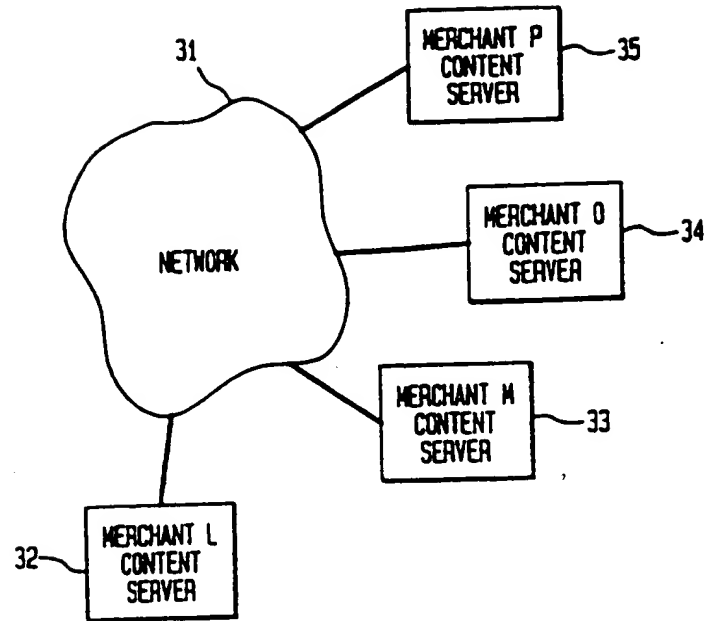 31
MERCHANT P
CONTENT
SERVER
35
NETWORK
MERCHANT O
CONTENT
SERVER
34
MERCHANT M
CONTENT
SERVER
33
MERCHANT L
CONTENT
SERVER
32